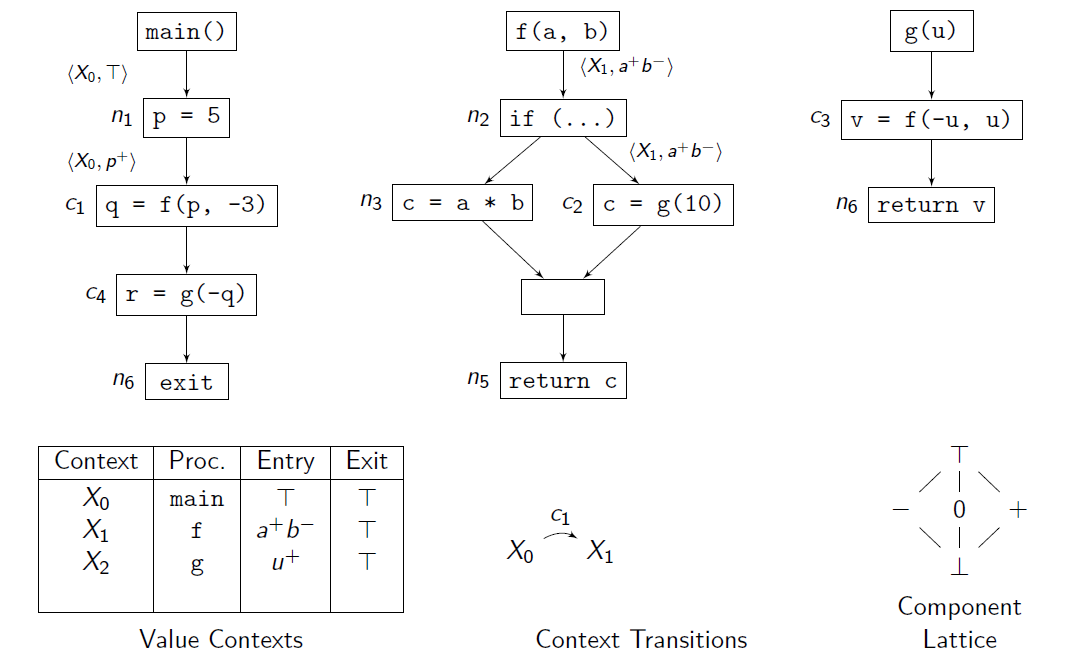 main()
⟨X₀, ⊤⟩
n₁ p = 5
⟨X₀, p⁺⟩
c₁ q = f(p, -3)
c₄ r = g(-q)
n₆ exit
f(a, b)
⟨X₁, a⁺b⁻⟩
n₂ if (...)
⟨X₁, a⁺b⁻⟩
n₃ c = a * b
c₂ c = g(10)
n₅ return c
g(u)
c₃ v = f(-u, u)
n₆ return v
Context Proc. Entry Exit
X₀ main ⊤ ⊤
X₁ f a⁺b⁻ ⊤
X₂ g u⁺ ⊤
Value Contexts
c₁
X₀ X₁
Context Transitions
⊤
− 0 +
⊥
Component
Lattice